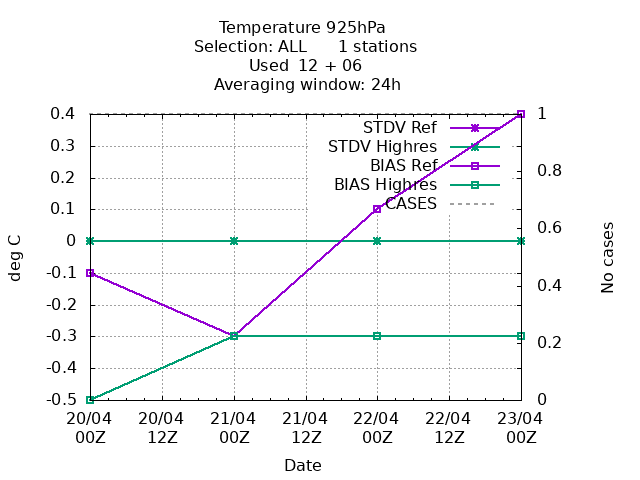 Temperature 925hPa
Selection: ALL 1 stations
Used 12 + 06
Averaging window: 24h
0.4 1
STDV Ref
0.3
STDV Highres
BIAS Ref
0.2 0.8
BIAS Highres
0.1 CASES
0.6
0
deg C
No cases
-0.1
0.4
-0.2
-0.3
0.2
-0.4
-0.5 0
20/04 20/04 21/04 21/04 22/04 22/04 23/04
00Z 12Z 00Z 12Z 00Z 12Z 00Z
Date